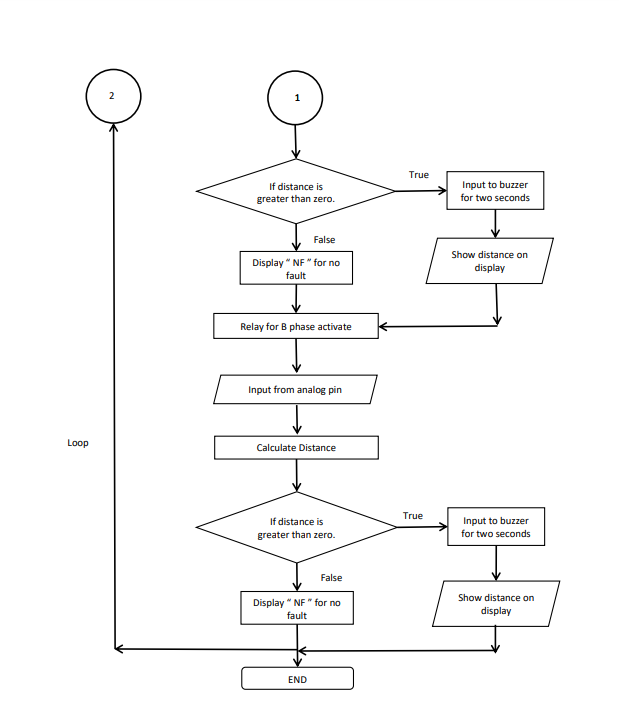 2
1
If distance is
greater than zero.
True
Input to buzzer
for two seconds
False
Show distance on
display
Display “ NF ” for no
fault
Relay for B phase activate
Input from analog pin
Loop
Calculate Distance
If distance is
greater than zero.
True
Input to buzzer
for two seconds
False
Show distance on
display
Display “ NF ” for no
fault
END